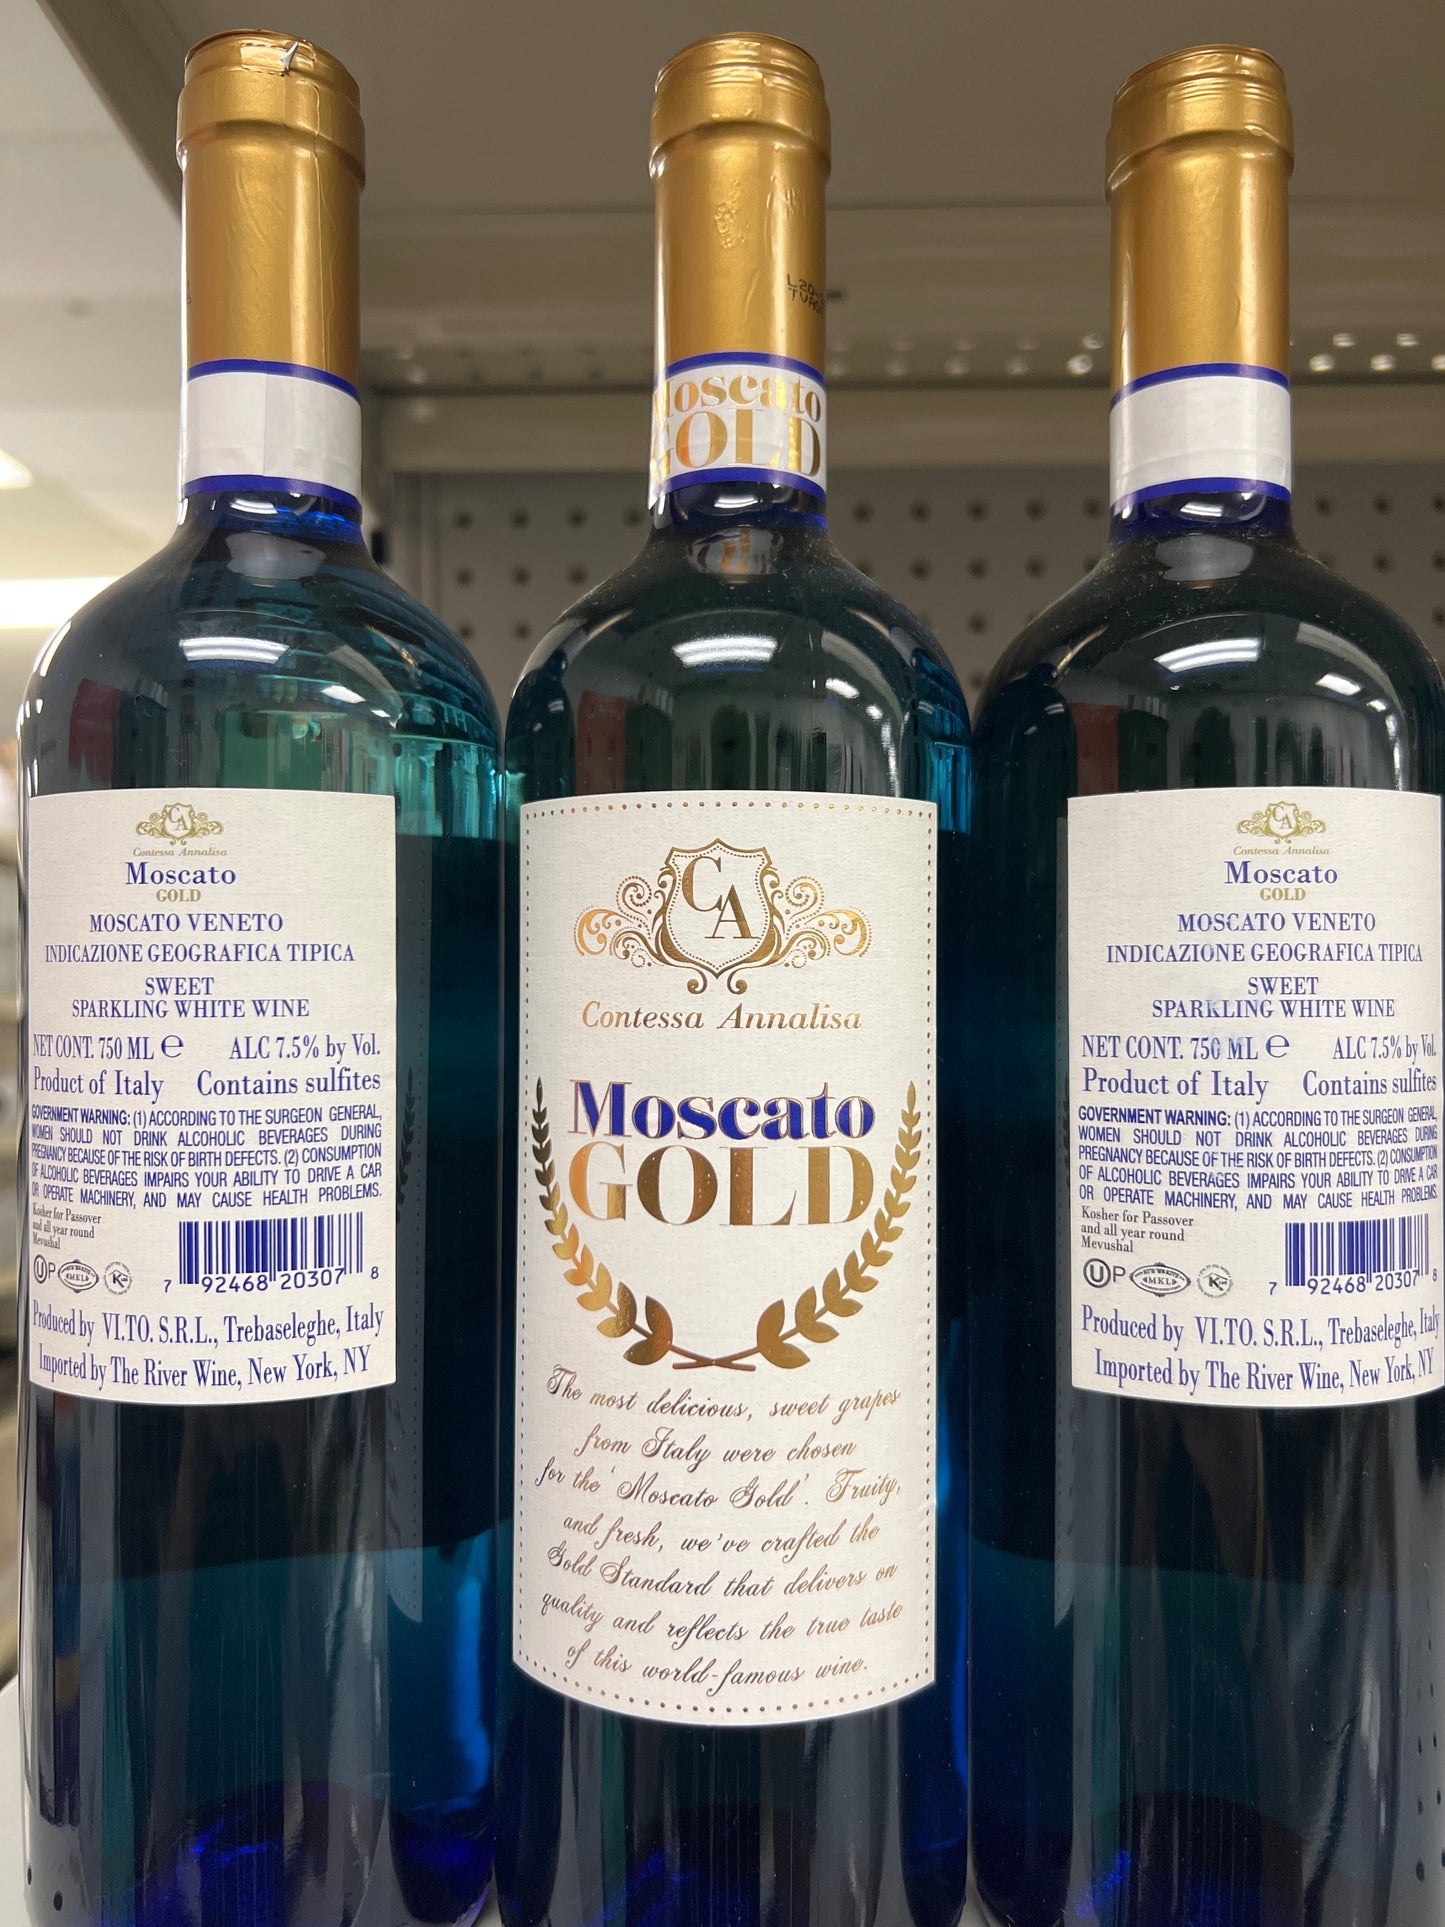 CA
Contessa Annalisa
Moscato
GOLD
MOSCATO VENETO
INDICAZIONE GEOGRAFICA TIPICA
SWEET
SPARKLING WHITE WINE
NET CONT. 750 ML ℮ ALC 7.5% by Vol.
Product of Italy Contains sulfites
GOVERNMENT WARNING: (1) ACCORDING TO THE SURGEON GENERAL,
WOMEN SHOULD NOT DRINK ALCOHOLIC BEVERAGES DURING
PREGNANCY BECAUSE OF THE RISK OF BIRTH DEFECTS. (2) CONSUMPTION
OF ALCOHOLIC BEVERAGES IMPAIRS YOUR ABILITY TO DRIVE A CAR
OR OPERATE MACHINERY, AND MAY CAUSE HEALTH PROBLEMS.
Kosher for Passover
and all year round
Mevushal
U P MKL K
7 92468 20307 8
Produced by VI.TO. S.R.L., Trebaseleghe, Italy
Imported by The River Wine, New York, NY
Moscato
GOLD
CA
Contessa Annalisa
Moscato
GOLD
The most delicious, sweet grapes
from Italy were chosen
for the 'Moscato Gold'. Fruity,
and fresh, we've crafted the
Gold Standard that delivers on
quality and reflects the true taste
of this world-famous wine.
CA
Contessa Annalisa
Moscato
GOLD
MOSCATO VENETO
INDICAZIONE GEOGRAFICA TIPICA
SWEET
SPARKLING WHITE WINE
NET CONT. 750 ML ℮ ALC 7.5% by Vol.
Product of Italy Contains sulfites
GOVERNMENT WARNING: (1) ACCORDING TO THE SURGEON GENERAL,
WOMEN SHOULD NOT DRINK ALCOHOLIC BEVERAGES DURING
PREGNANCY BECAUSE OF THE RISK OF BIRTH DEFECTS. (2) CONSUMPTION
OF ALCOHOLIC BEVERAGES IMPAIRS YOUR ABILITY TO DRIVE A CAR
OR OPERATE MACHINERY, AND MAY CAUSE HEALTH PROBLEMS.
Kosher for Passover
and all year round
Mevushal
U P MKL K
7 92468 20307 8
Produced by VI.TO. S.R.L., Trebaseleghe, Italy
Imported by The River Wine, New York, NY